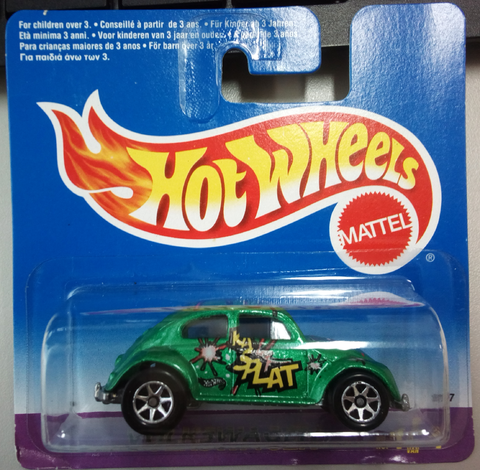 For children over 3. • Conseillé à partir de 3 ans. • Für Kinder ab 3 Jahren.
Età minima 3 anni. • Voor kinderen van 3 jaar en ouder.
Para crianças maiores de 3 anos • För barn över 3 år.
Για παιδιά άνω των 3.
HOT WHEELS
MATTEL
®
SPLAT